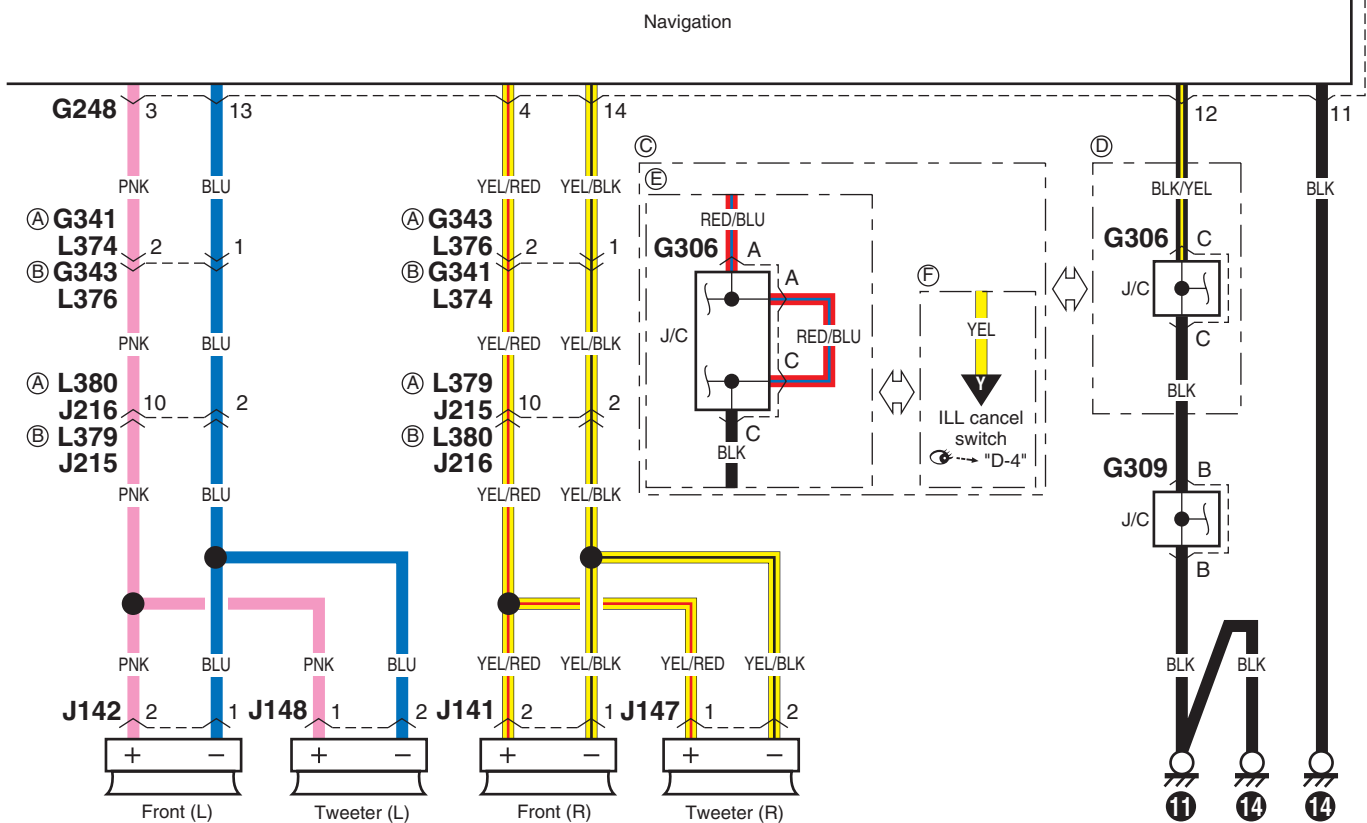 Navigation
G248 3 13 4 14 12 11
Ⓒ Ⓓ
Ⓔ
PNK BLU YEL/RED YEL/BLK BLK/YEL BLK
RED/BLU
Ⓐ G341 Ⓐ G343
L374 2 1 L376 2 1 G306 A G306 C
Ⓑ G343 Ⓑ G341 A Ⓕ
L376 L374 J/C
J/C RED/BLU YEL
PNK BLU YEL/RED YEL/BLK C C
Y
Ⓐ L380 Ⓐ L379 BLK
J216 10 2 J215 10 2 C ILL cancel
Ⓑ L379 Ⓑ L380 BLK switch
J215 J216 "D-4" G309 B
PNK BLU YEL/RED YEL/BLK
J/C
B
PNK BLU PNK BLU YEL/RED YEL/BLK YEL/RED YEL/BLK BLK BLK
J142 2 1 J148 1 2 J141 2 1 J147 1 2
+ − + − + − + −
Front (L) Tweeter (L) Front (R) Tweeter (R) 11 14 14